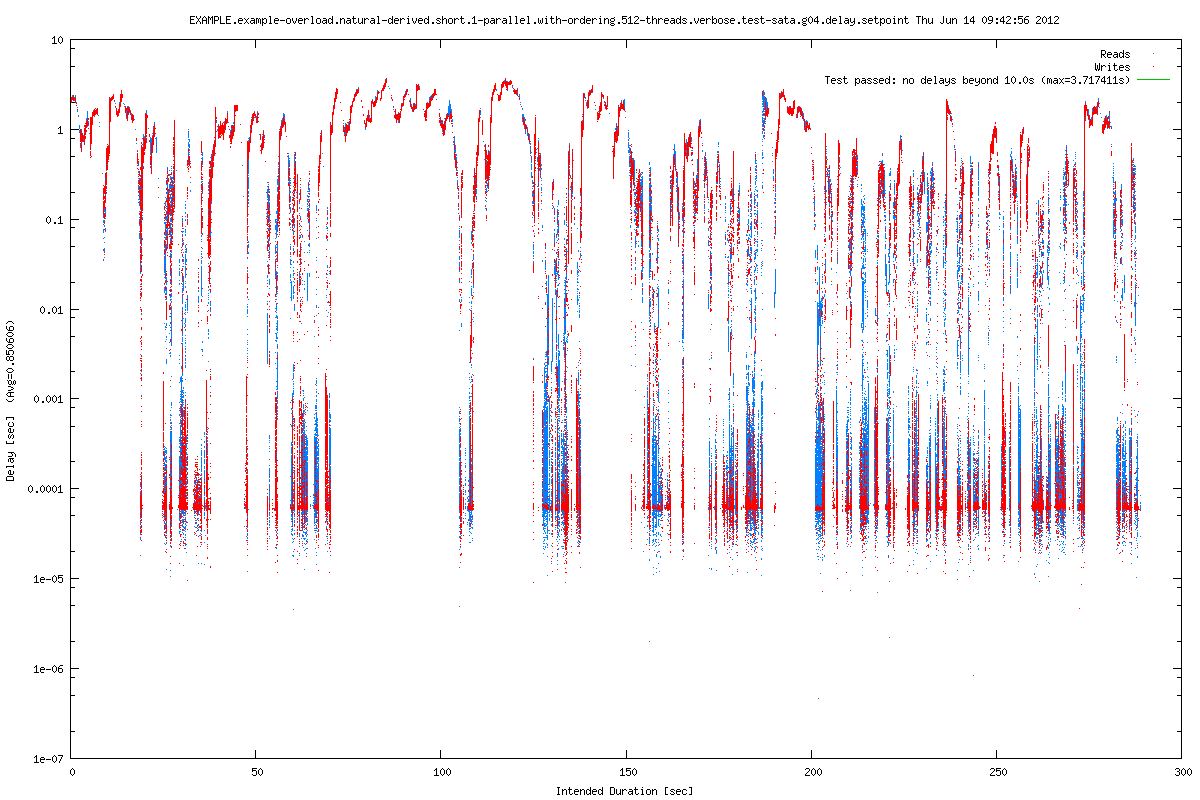 EXAMPLE.example-overload.natural-derived.short.1-parallel.with-ordering.512-threads.verbose.test-sata.g04.delay.setpoint Thu Jun 14 09:42:56 2012
Reads
Writes
Test passed: no delays beyond 10.0s (max=3.717411s)
10
1
0.1
0.01
0.001
0.0001
1e-05
1e-06
1e-07
Delay [sec] (Avg=0.850606)
0 50 100 150 200 250 300
Intended Duration [sec]